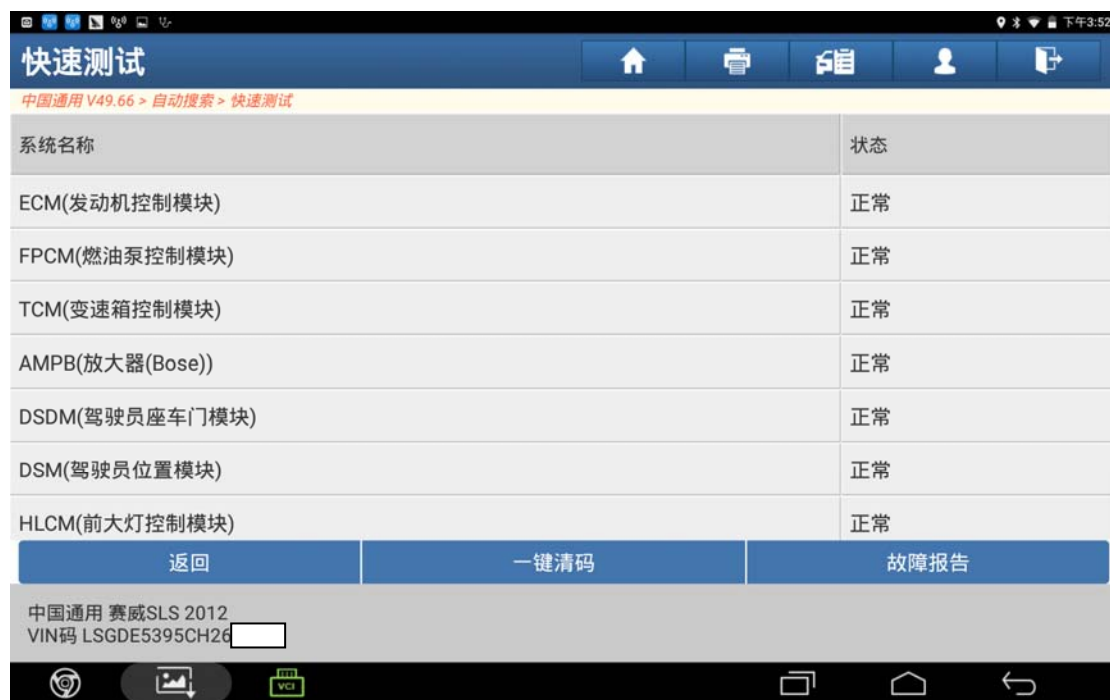 下午3:52
快速测试
中国通用 V49.66 > 自动搜索 > 快速测试
系统名称 状态
ECM(发动机控制模块) 正常
FPCM(燃油泵控制模块) 正常
TCM(变速箱控制模块) 正常
AMPB(放大器(Bose)) 正常
DSDM(驾驶员座车门模块) 正常
DSM(驾驶员位置模块) 正常
HLCM(前大灯控制模块) 正常
返回 一键清码 故障报告
中国通用 赛威SLS 2012
VIN码 LSGDE5395CH26
VCI